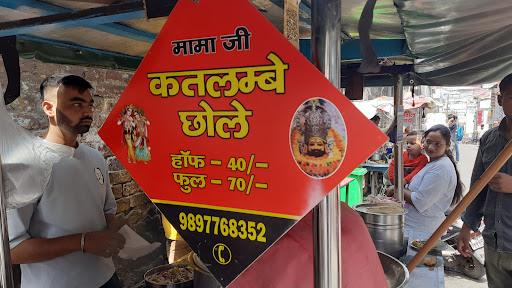 मामा जी
कतलम्बे
छोले
हॉफ - 40/-
फुल - 70/-
9897768352